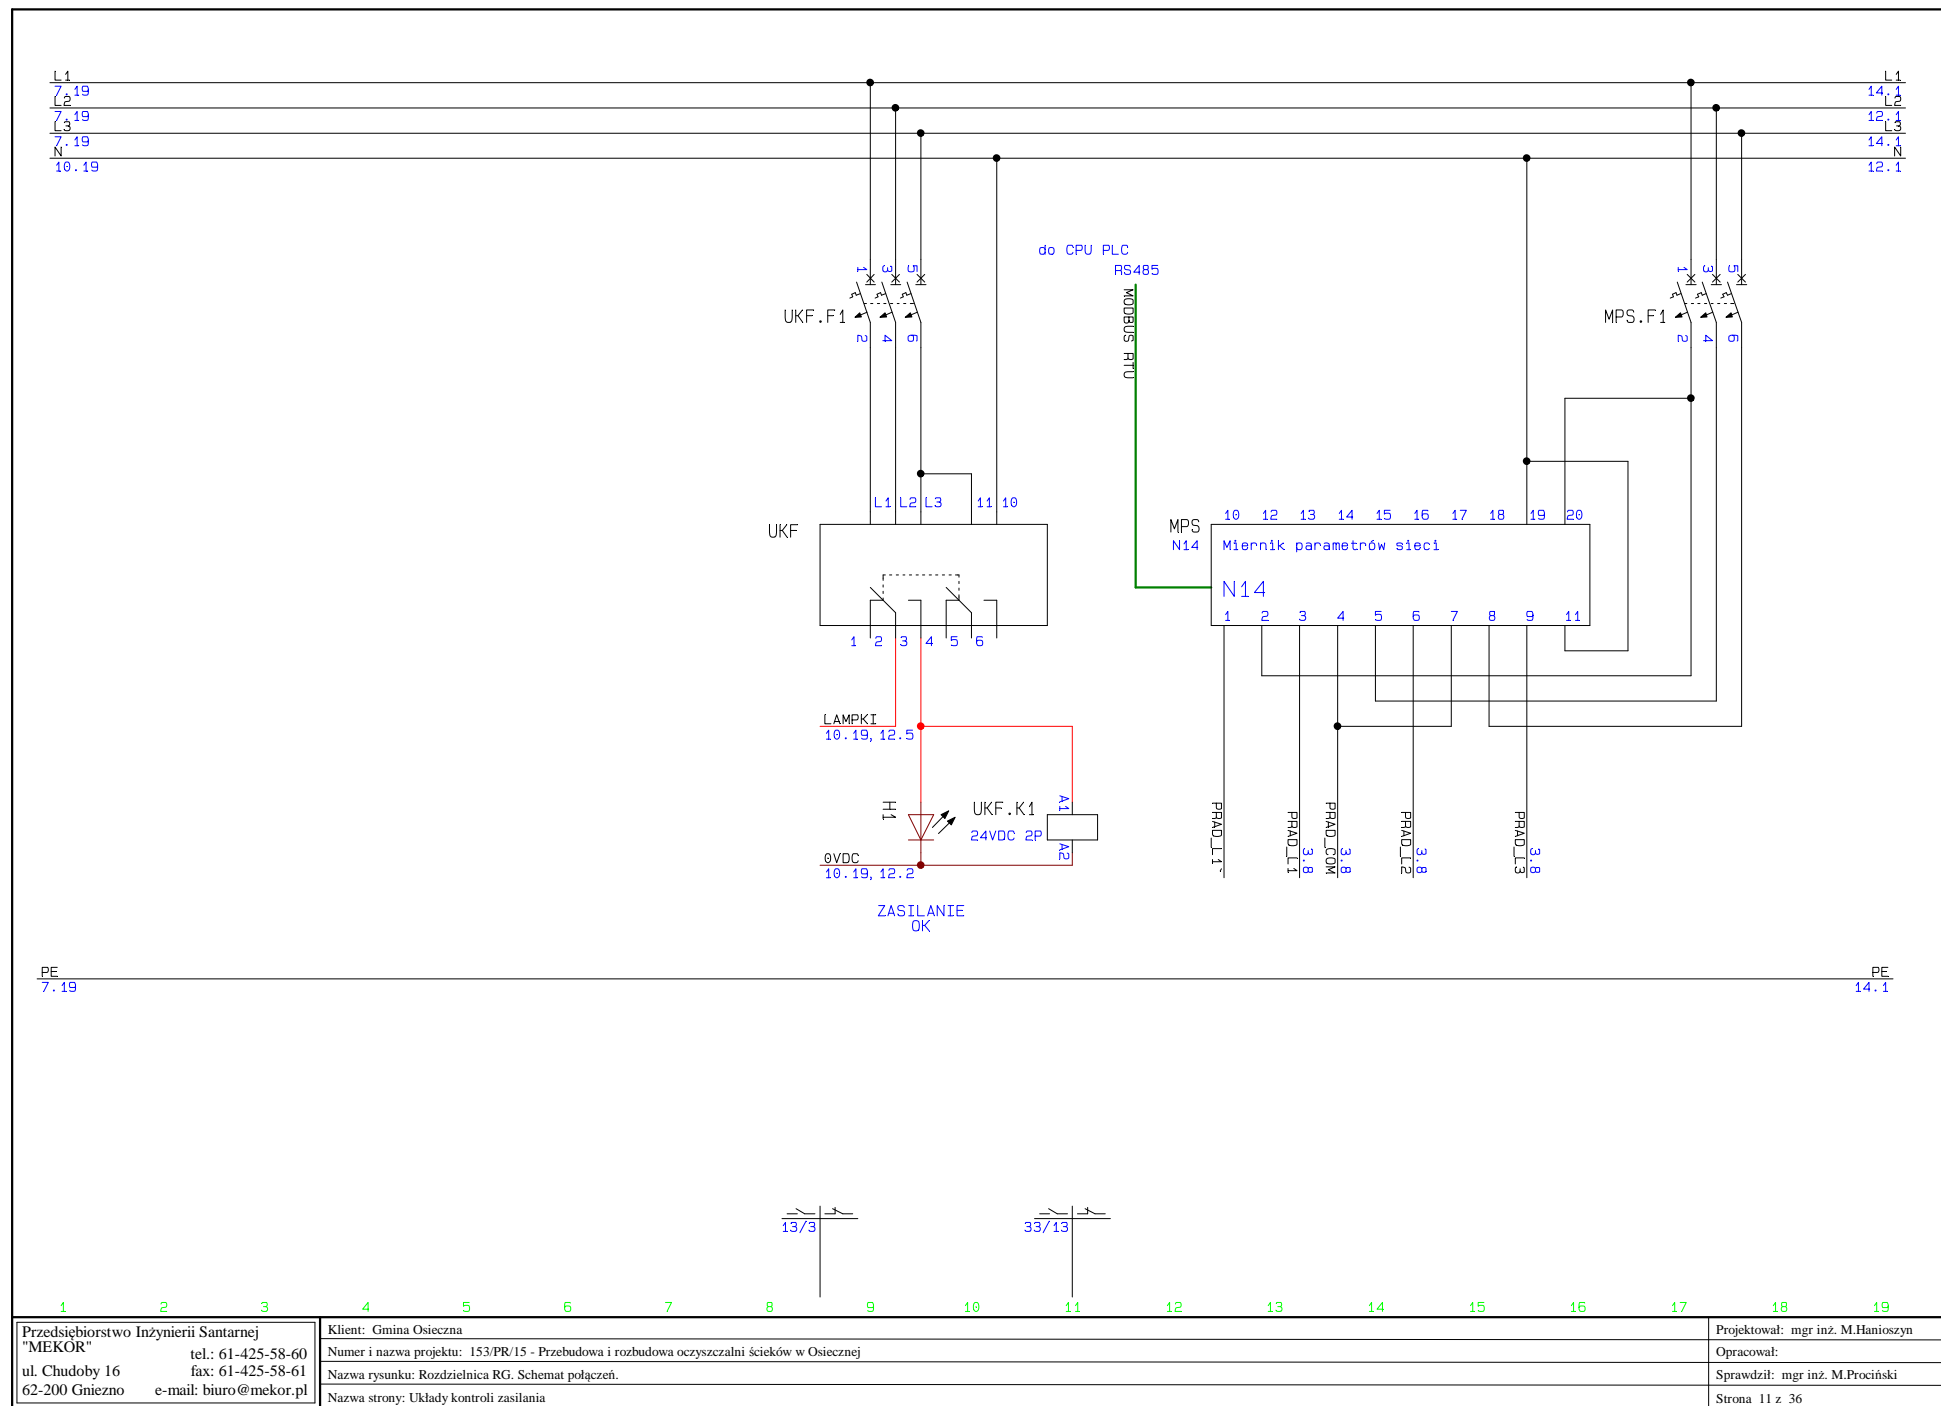 L1
7.19
L2
7.19
L3
7.19
N
10.19
L1
14.1
L2
12.1
L3
14.1
N
12.1
do CPU PLC
RS485
MODBUS RTU
1 3 5
UKF.F1
2 4 6
1 3 5
MPS.F1
2 4 6
L1 L2 L3 11 10
UKF
1 2 3 4 5 6
MPS
N14
10 12 13 14 15 16 17 18 19 20
Miernik parametrów sieci
N14
1 2 3 4 5 6 7 8 9 11
LAMPKI
10.19, 12.5
H1
UKF.K1
24VDC 2P
A1
A2
0VDC
10.19, 12.2
ZASILANIE
OK
PRAD_L1~
PRAD_L1
3.8
PRAD_COM
3.8
PRAD_L2
3.8
PRAD_L3
3.8
PE
7.19
PE
14.1
13/3
33/13
1 2 3 4 5 6 7 8 9 10 11 12 13 14 15 16 17 18 19
Przedsiębiorstwo Inżynierii Santarnej
"MEKOR"
tel.: 61-425-58-60
ul. Chudoby 16 fax: 61-425-58-61
62-200 Gniezno e-mail: biuro@mekor.pl
Klient: Gmina Osieczna
Numer i nazwa projektu: 153/PR/15 - Przebudowa i rozbudowa oczyszczalni ścieków w Osiecznej
Nazwa rysunku: Rozdzielnica RG. Schemat połączeń.
Nazwa strony: Układy kontroli zasilania
Projektował: mgr inż. M.Hanioszyn
Opracował:
Sprawdził: mgr inż. M.Prociński
Strona 11 z 36